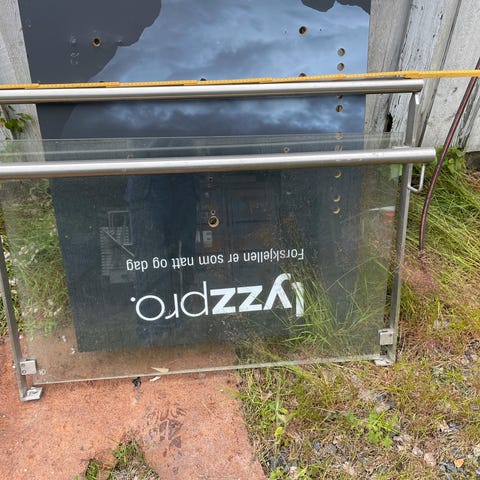 lyzzpro.
Forskjellen er som natt og dag